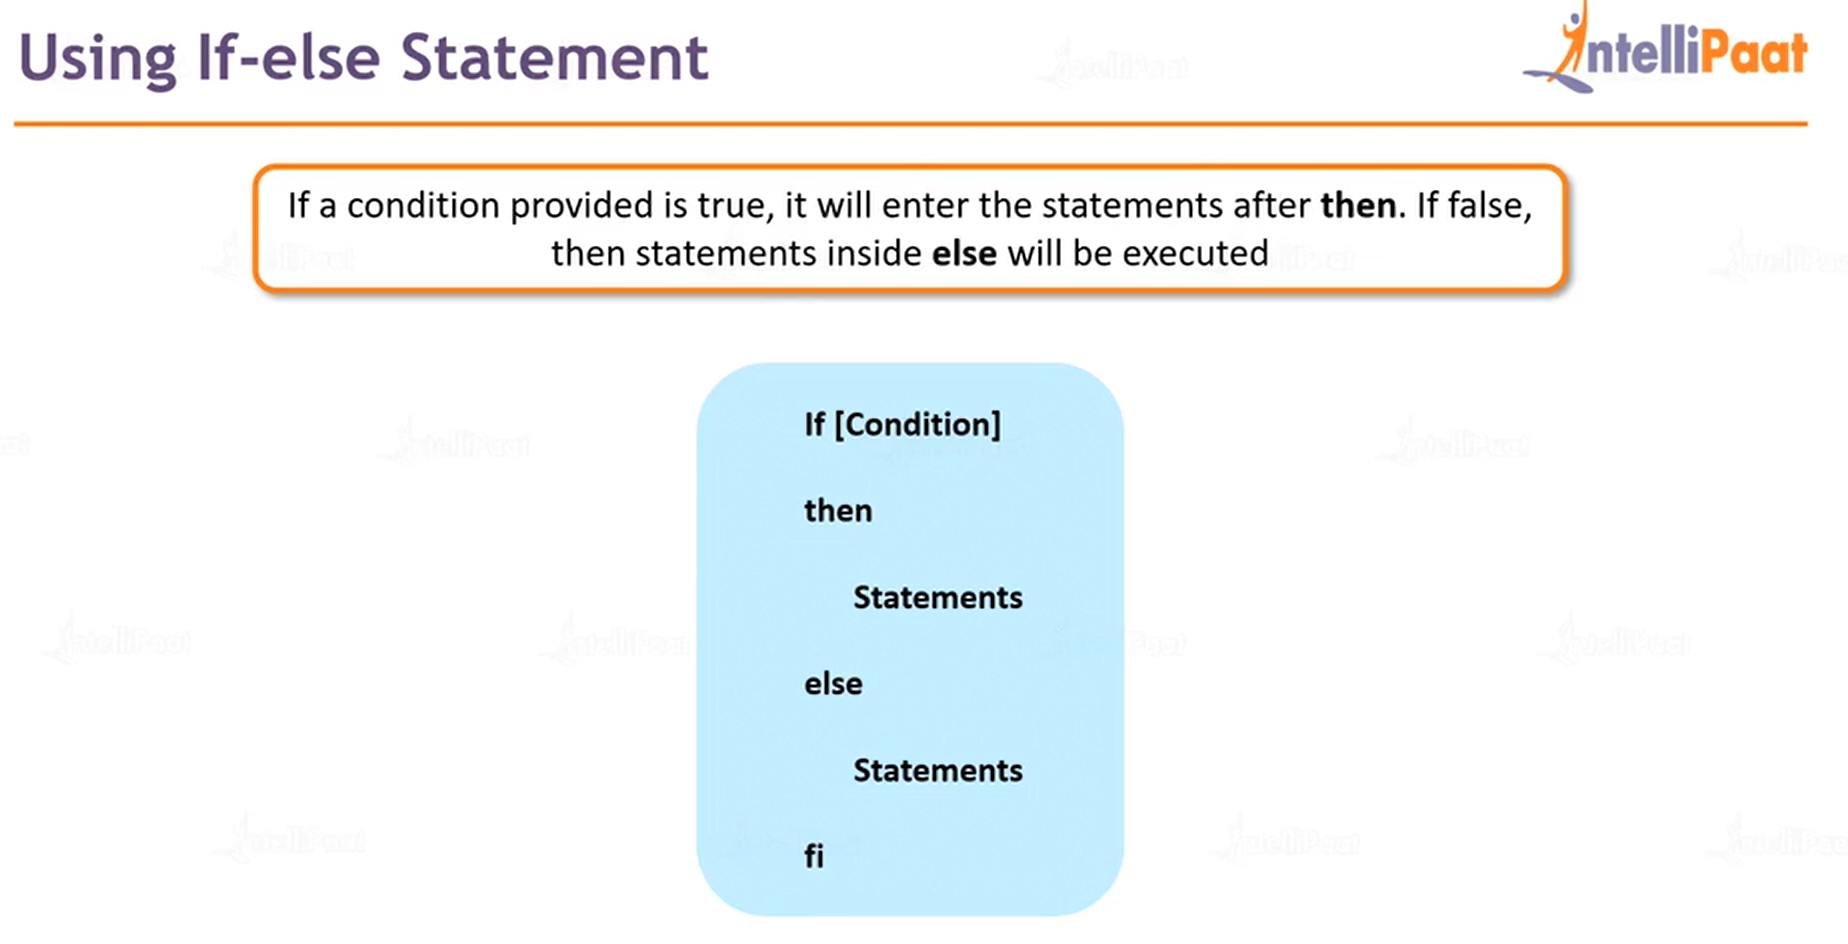 Using If-else Statement
IntelliPaat
If a condition provided is true, it will enter the statements after then. If false,
then statements inside else will be executed
If [Condition]
then
Statements
else
Statements
fi